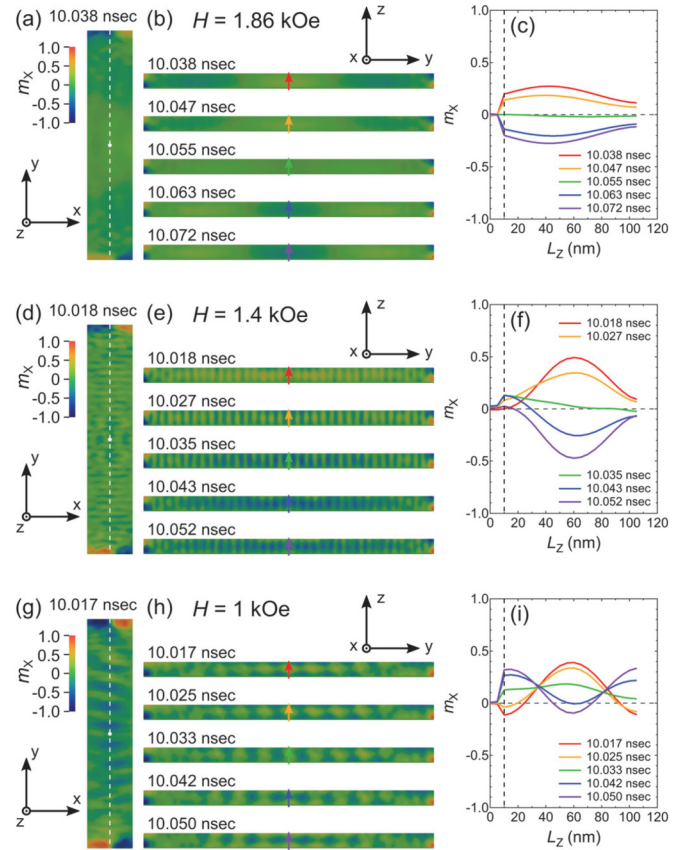 (a) 10.038 nsec
(b) H = 1.86 kOe
(c)
1.0
0.5
0.0
-0.5
-1.0
mX
y
x
z
z
x
y
10.038 nsec
10.047 nsec
10.055 nsec
10.063 nsec
10.072 nsec
1.0
0.5
0.0
-0.5
-1.0
mX
10.038 nsec
10.047 nsec
10.055 nsec
10.063 nsec
10.072 nsec
0 20 40 60 80 100 120
LZ (nm)
(d) 10.018 nsec
(e) H = 1.4 kOe
(f)
1.0
0.5
0.0
-0.5
-1.0
mX
y
x
z
z
x
y
10.018 nsec
10.027 nsec
10.035 nsec
10.043 nsec
10.052 nsec
1.0
0.5
0.0
-0.5
-1.0
mX
10.018 nsec
10.027 nsec
10.035 nsec
10.043 nsec
10.052 nsec
0 20 40 60 80 100 120
LZ (nm)
(g) 10.017 nsec
(h) H = 1 kOe
(i)
1.0
0.5
0.0
-0.5
-1.0
mX
y
x
z
z
x
y
10.017 nsec
10.025 nsec
10.033 nsec
10.042 nsec
10.050 nsec
1.0
0.5
0.0
-0.5
-1.0
mX
10.017 nsec
10.025 nsec
10.033 nsec
10.042 nsec
10.050 nsec
0 20 40 60 80 100 120
LZ (nm)